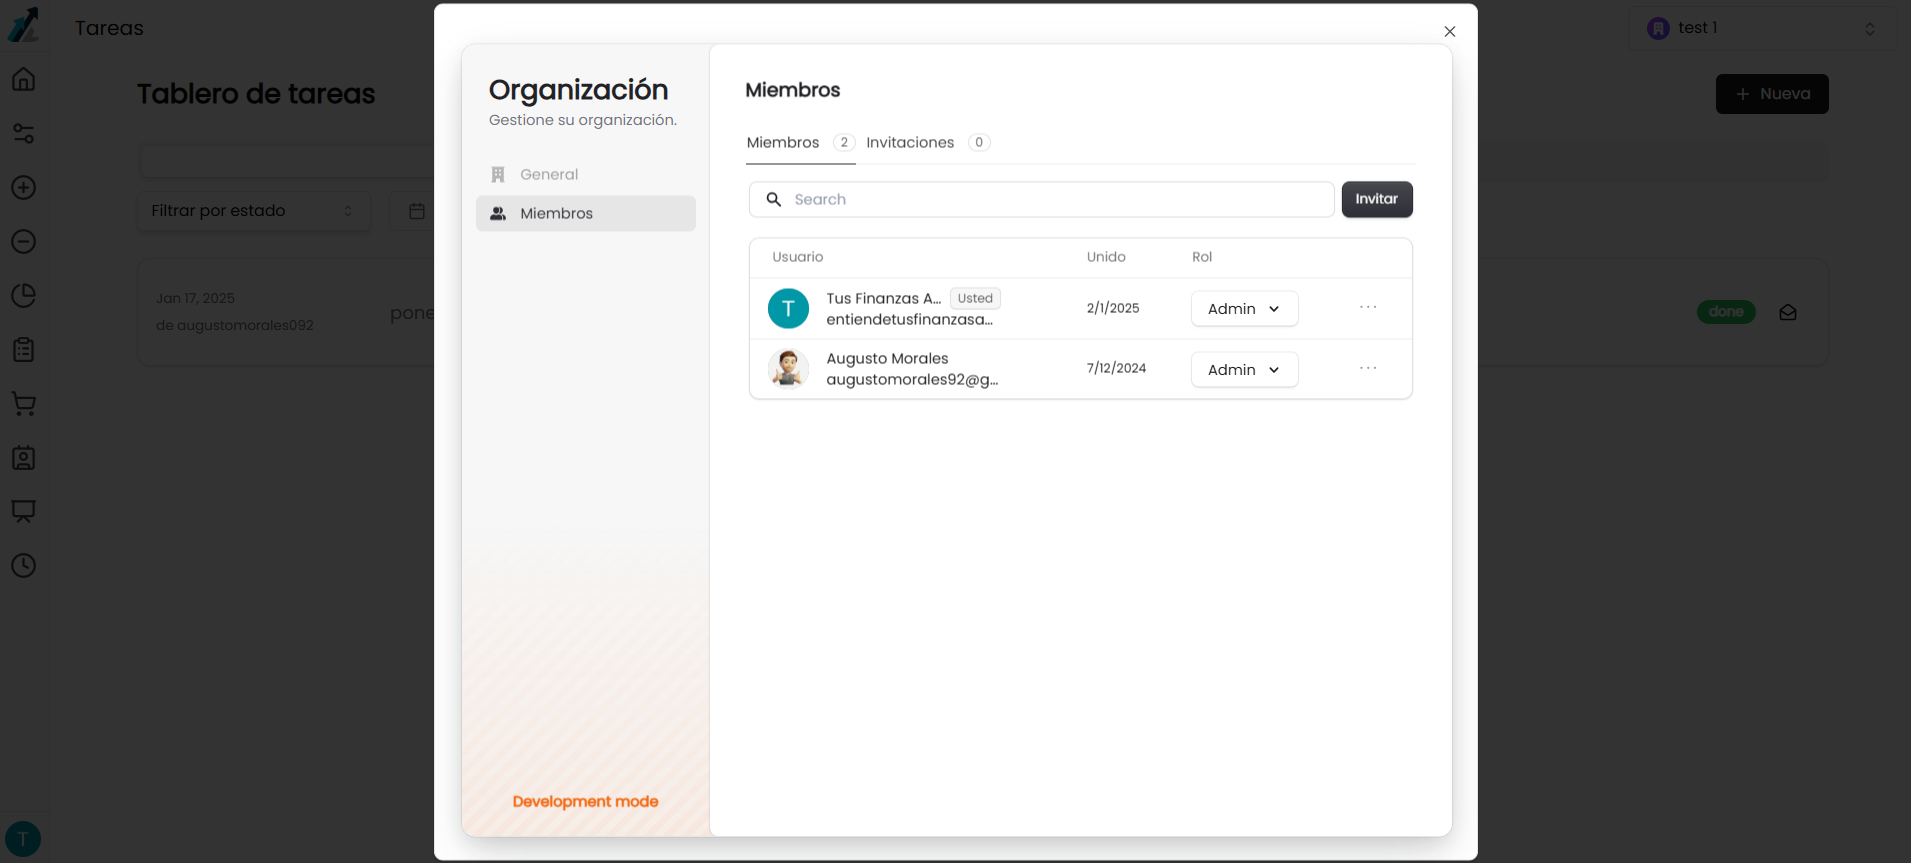 Tareas
test 1
Tablero de tareas
+ Nueva
Filtrar por estado
Jan 17, 2025
de augustomorales092
pone
done
T
Organización
Gestione su organización.
General
Miembros
Development mode
Miembros
Miembros 2 Invitaciones 0
Search
Invitar
Usuario Unido Rol
T
Tus Finanzas A... Usted
entiendetusfinanzasa...
2/1/2025
Admin
...
Augusto Morales
augustomorales92@g...
7/12/2024
Admin
...